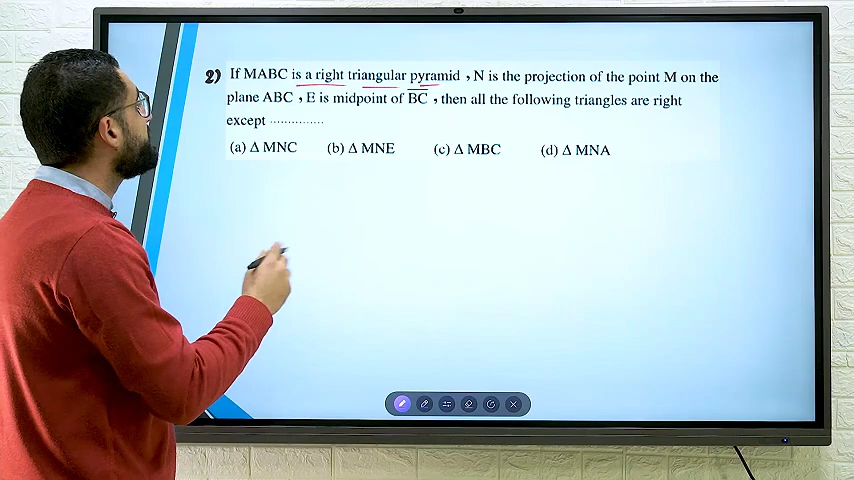 2) If MABC is a right triangular pyramid , N is the projection of the point M on the
plane ABC , E is midpoint of BC , then all the following triangles are right
except ...............
(a) Δ MNC (b) Δ MNE (c) Δ MBC (d) Δ MNA